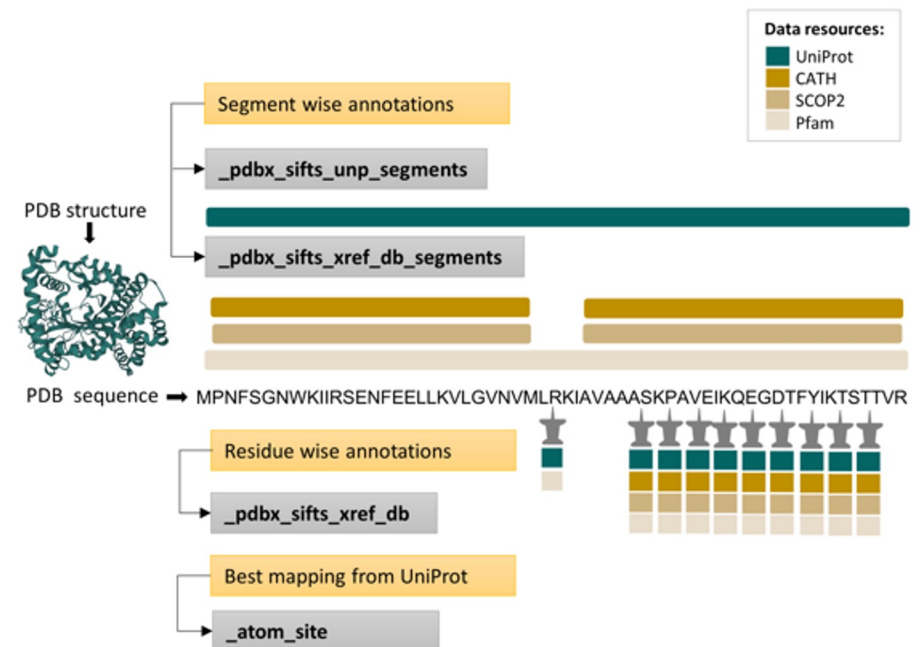 Data resources:
UniProt
CATH
SCOP2
Pfam
Segment wise annotations
_pdbx_sifts_unp_segments
PDB structure
_pdbx_sifts_xref_db_segments
PDB sequence
MPNFSGNWKIIRSENFEELLKVLGVNVMLRKIAVAAASKPAVEIKQEGDTFYIKTSTTVR
Residue wise annotations
_pdbx_sifts_xref_db
Best mapping from UniProt
_atom_site